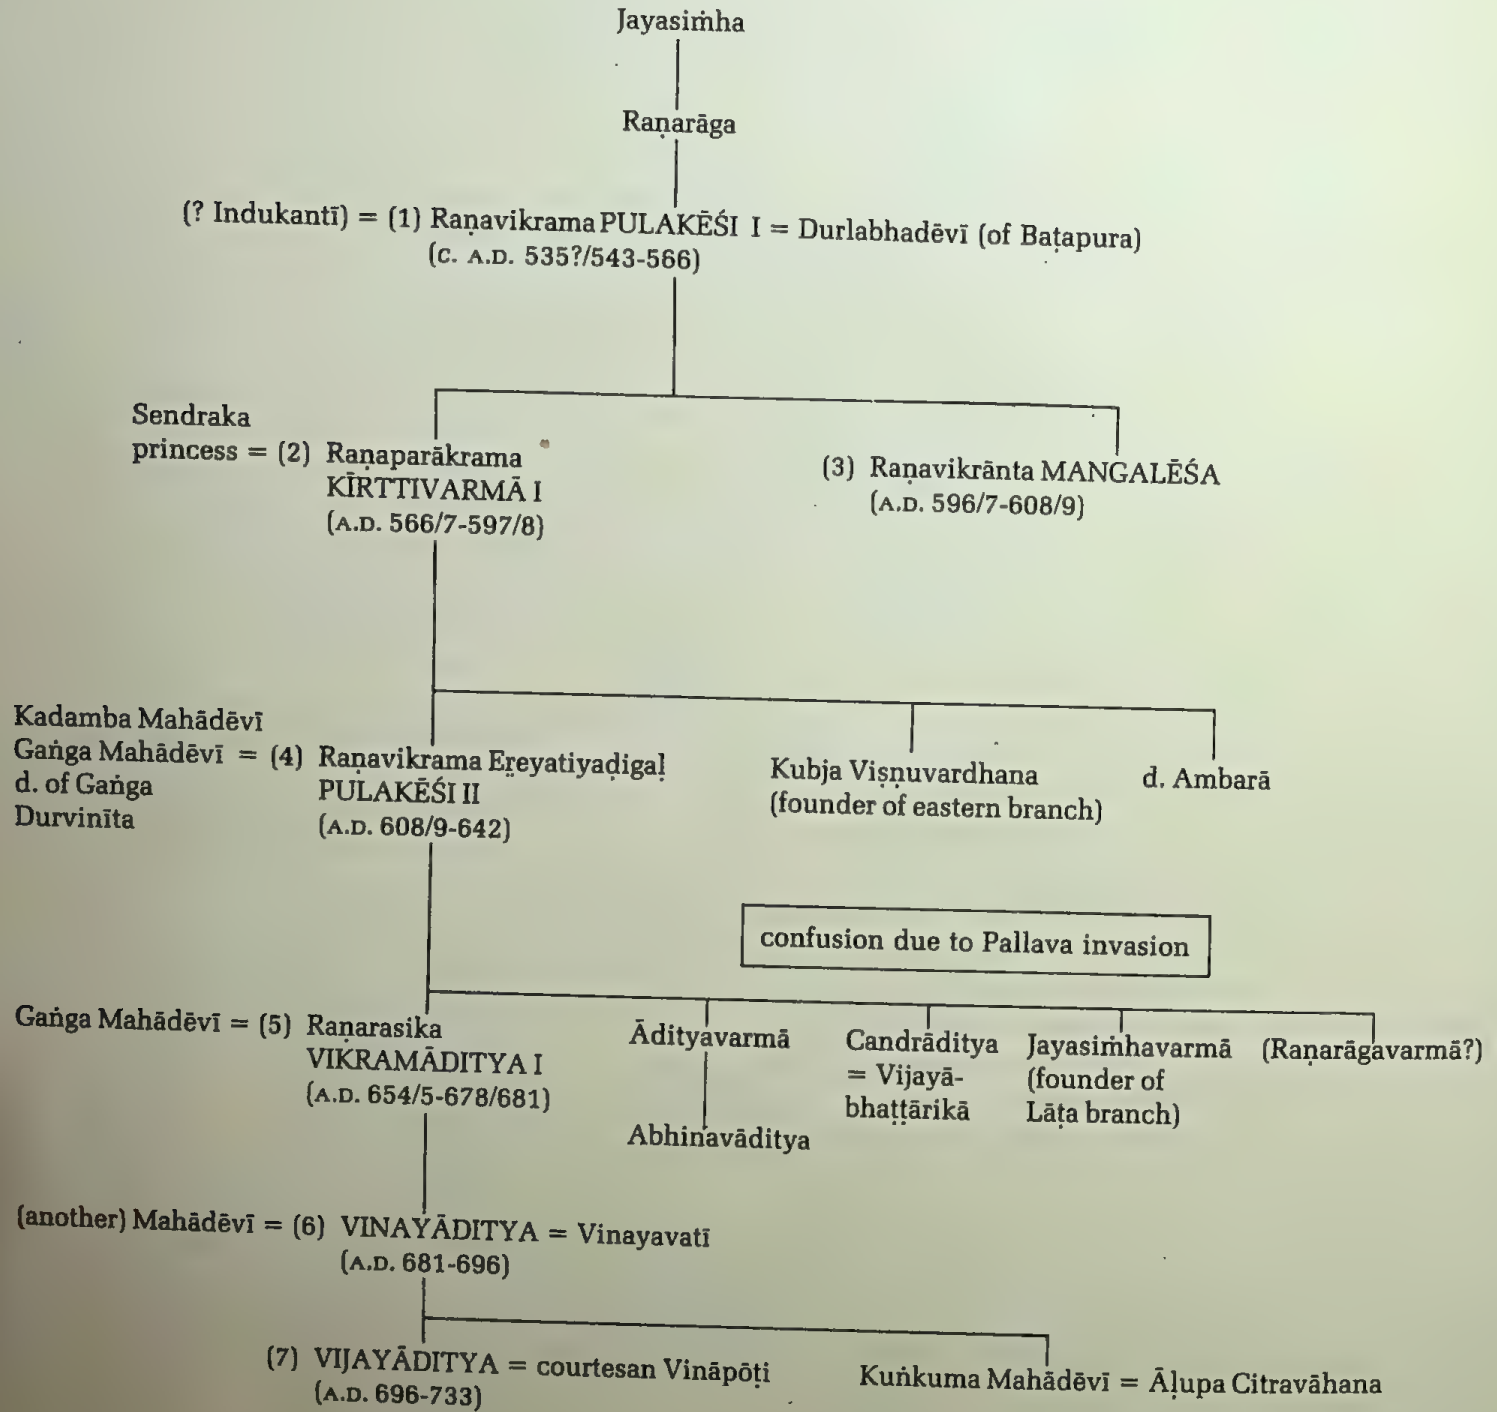 Jayasiṁha
Raṇarāga
(? Indukantī) = (1) Raṇavikrama PULAKĒŚI I = Durlabhadēvī (of Baṭapura)
(C. A.D. 535?/543-566)
Sendraka
princess = (2) Raṇaparākrama
KĪRTTIVARMĀ I
(A.D. 566/7-597/8)
(3) Raṇavikrānta MANGALĒŚA
(A.D. 596/7-608/9)
Kadamba Mahādēvī
Gaṅga Mahādēvī = (4) Raṇavikrama Eṟeyatiyaḍigaḷ
d. of Gaṅga PULAKĒŚI II
Durvinīta (A.D. 608/9-642)
Kubja Viṣṇuvardhana
(founder of eastern branch)
d. Ambarā
confusion due to Pallava invasion
Gaṅga Mahādēvī = (5) Raṇarasika
VIKRAMĀDITYA I
(A.D. 654/5-678/681)
Ādityavarmā
Abhinavāditya
Candrāditya
= Vijayā-
bhaṭṭārikā
Jayasiṁhavarmā
(founder of
Lāṭa branch)
(Raṇarāgavarmā?)
(another) Mahādēvī = (6) VINAYĀDITYA = Vinayavatī
(A.D. 681-696)
(7) VIJAYĀDITYA = courtesan Vināpōṭi
(A.D. 696-733)
Kuṅkuma Mahādēvī = Āḷupa Citravāhana